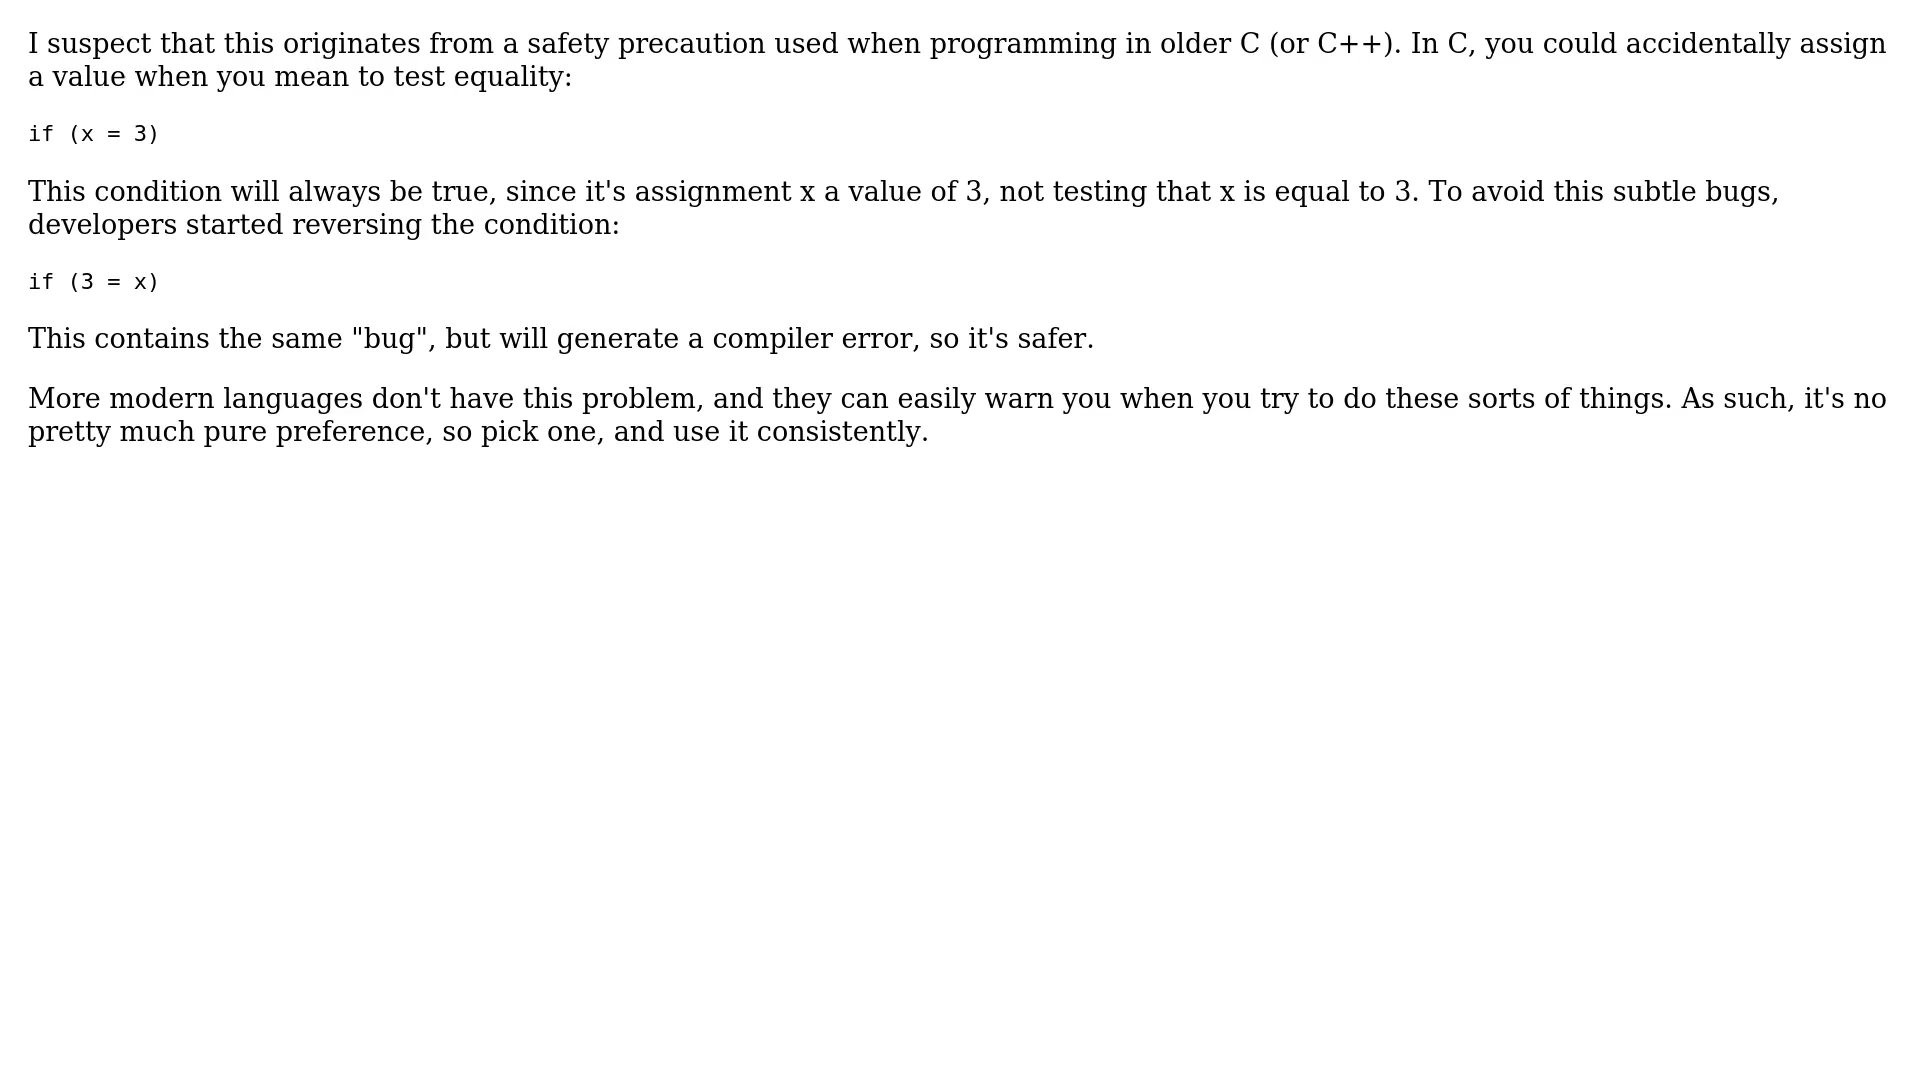 I suspect that this originates from a safety precaution used when programming in older C (or C++). In C, you could accidentally assign
a value when you mean to test equality:
if (x = 3)
This condition will always be true, since it's assignment x a value of 3, not testing that x is equal to 3. To avoid this subtle bugs,
developers started reversing the condition:
if (3 = x)
This contains the same "bug", but will generate a compiler error, so it's safer.
More modern languages don't have this problem, and they can easily warn you when you try to do these sorts of things. As such, it's no
pretty much pure preference, so pick one, and use it consistently.